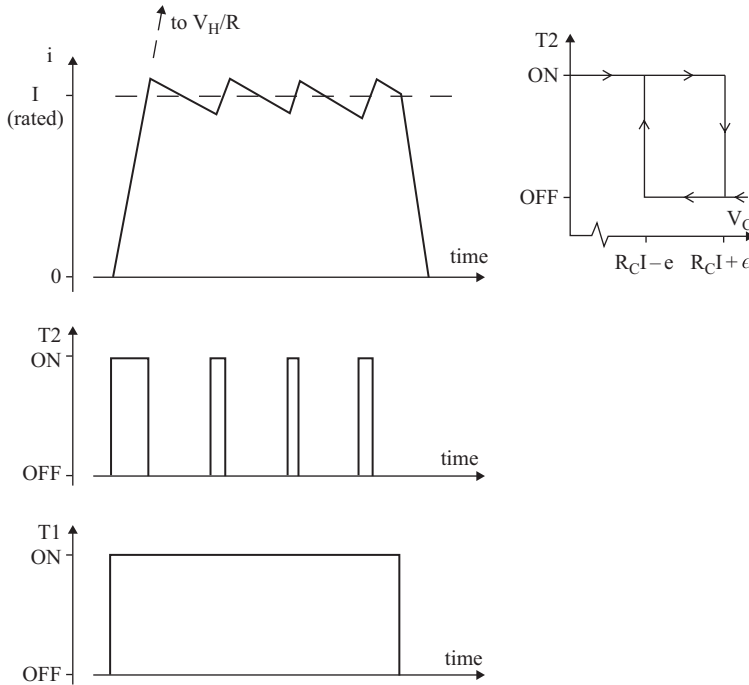 to V_H/R
i
I
(rated)
0
time
T2
ON
OFF
V_C
R_CI – e
R_CI + ϵ
T2
ON
OFF
time
T1
ON
OFF
time